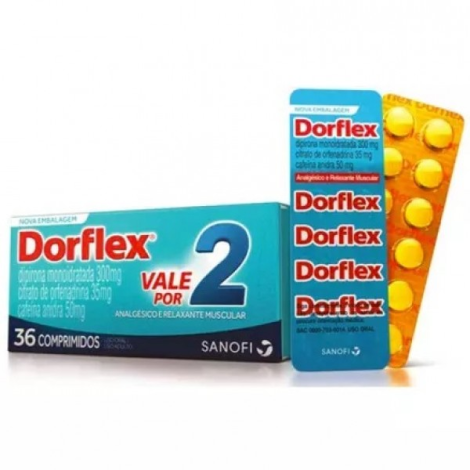 NOVA EMBALAGEM
Dorflex®
dipirona monoidratada 300mg
citrato de orfenadrina 35mg
cafeína anidra 50mg
VALE POR 2
ANALGÉSICO E RELAXANTE MUSCULAR
36 COMPRIMIDOS
SANOFI
NOVA EMBALAGEM
Dorflex
dipirona monoidratada 300 mg
citrato de orfenadrina 35 mg
cafeína anidra 50 mg
Analgésico e Relaxante Muscular
Dorflex
Dorflex
Dorflex
Dorflex
SANOFI
Dorflex